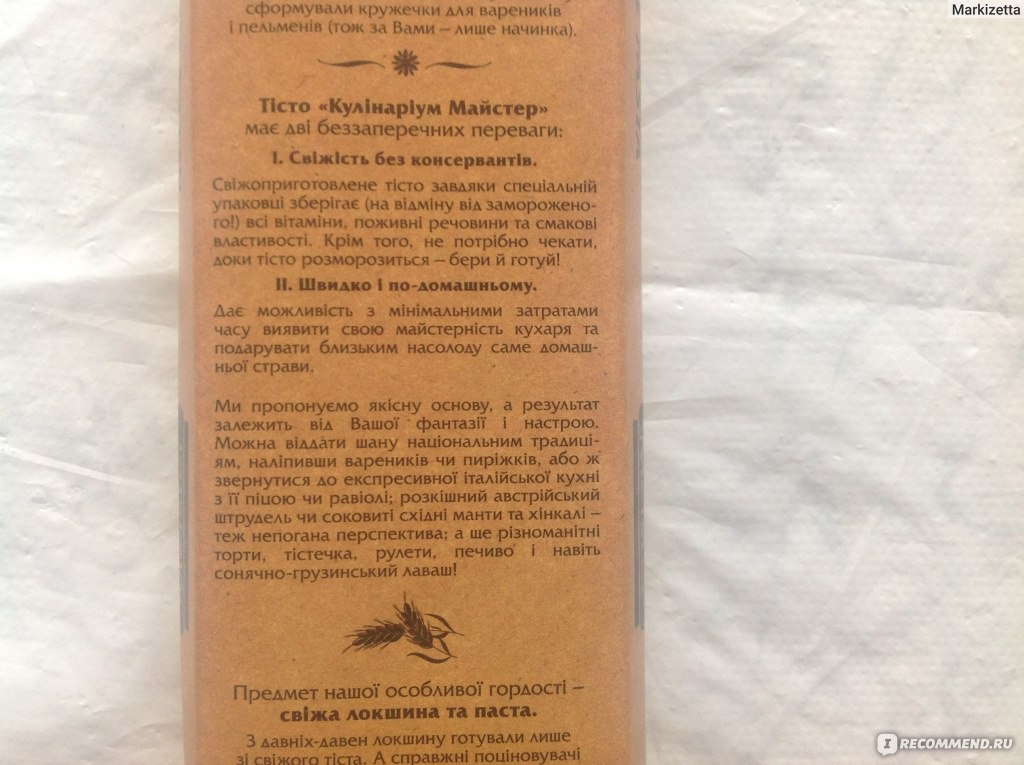 Markizetta
сформували кружечки для вареників
і пельменів (тож за Вами – лише начинка).
Тісто «Кулінаріум Майстер»
має дві беззаперечних переваги:
І. Свіжість без консервантів.
Свіжоприготовлене тісто завдяки спеціальній
упаковці зберігає (на відміну від заморожено-
го!) всі вітаміни, поживні речовини та смакові
властивості. Крім того, не потрібно чекати,
доки тісто розморозиться – бери й готуй!
ІІ. Швидко і по-домашньому.
Дає можливість з мінімальними затратами
часу виявити свою майстерність кухаря та
подарувати близьким насолоду саме домаш-
ньої страви.
Ми пропонуємо якісну основу, а результат
залежить від Вашої фантазії і настрою.
Можна віддати шану національним традиці-
ям, наліпивши вареників чи пиріжків, або ж
звернутися до експресивної італійської кухні
з її піцою чи равіолі; розкішний австрійський
штрудель чи соковиті східні манти та хінкалі –
теж непогана перспектива; а ще різноманітні
торти, тістечка, рулети, печиво і навіть
сонячно-грузинський лаваш!
Предмет нашої особливої гордості –
свіжа локшина та паста.
З давніх-давен локшину готували лише
зі свіжого тіста. А справжні поціновувачі
I RECOMMEND.RU